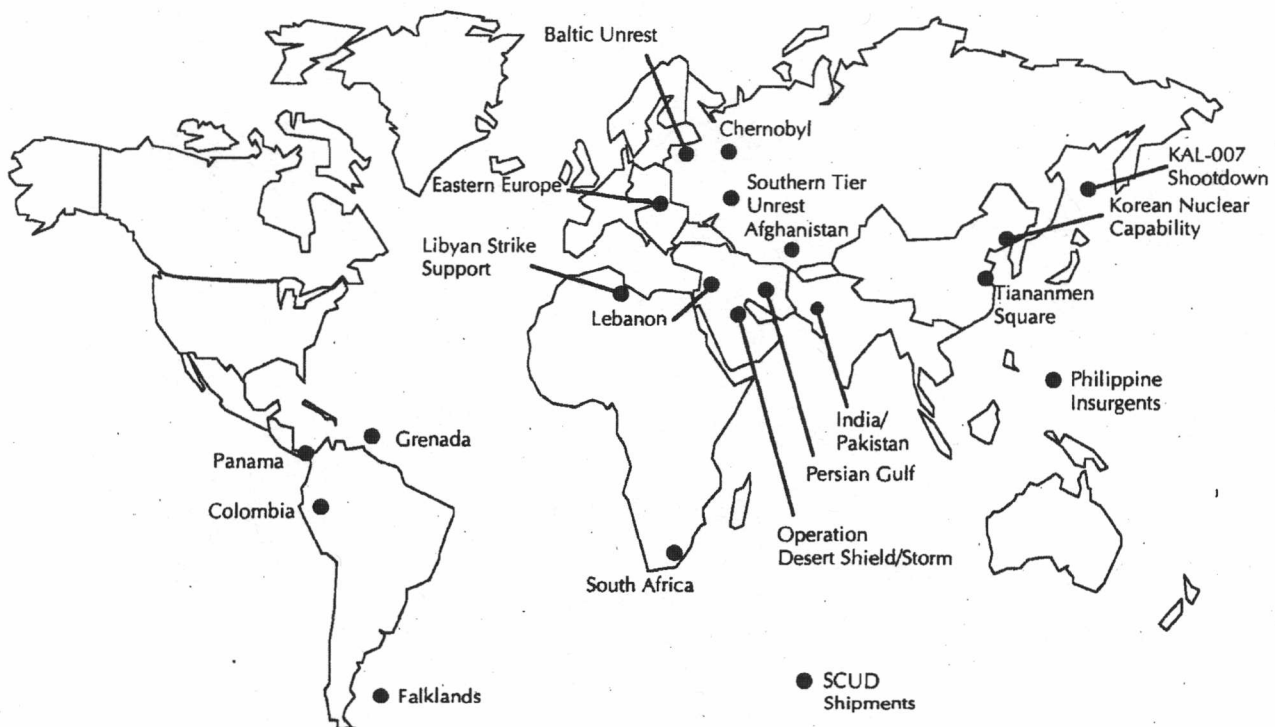 Baltic Unrest
Chernobyl
KAL-007
Shootdown
Eastern Europe
Southern Tier
Unrest
Afghanistan
Korean Nuclear
Capability
Libyan Strike
Support
Lebanon
Tiananmen
Square
Philippine
Insurgents
India/
Pakistan
Grenada
Panama
Persian Gulf
Colombia
Operation
Desert Shield/Storm
South Africa
Falklands
SCUD
Shipments